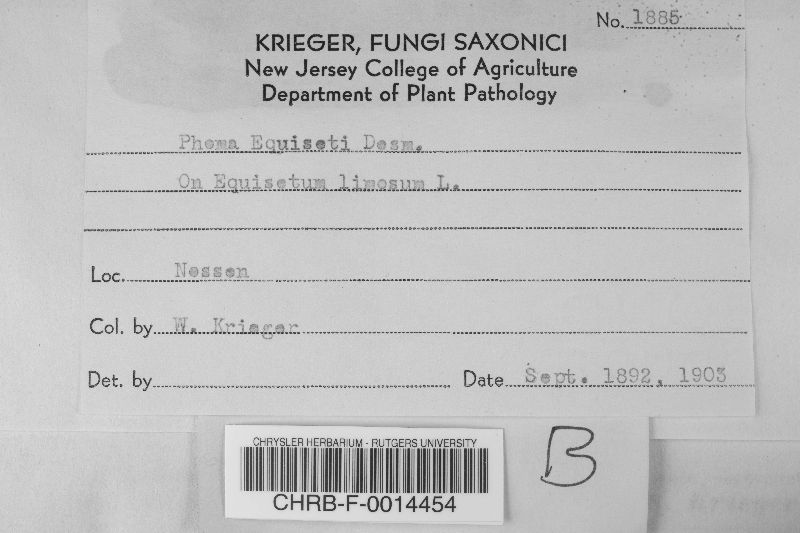 No. 1885
KRIEGER, FUNGI SAXONICI
New Jersey College of Agriculture
Department of Plant Pathology
Phoma Equiseti Desm.
On Equisetum limosum L.
Loc. Nossen
Col. by W. Krieger
Det. by Date Sept. 1892, 1903
CHRYSLER HERBARIUM - RUTGERS UNIVERSITY
CHRB-F-0014454
B